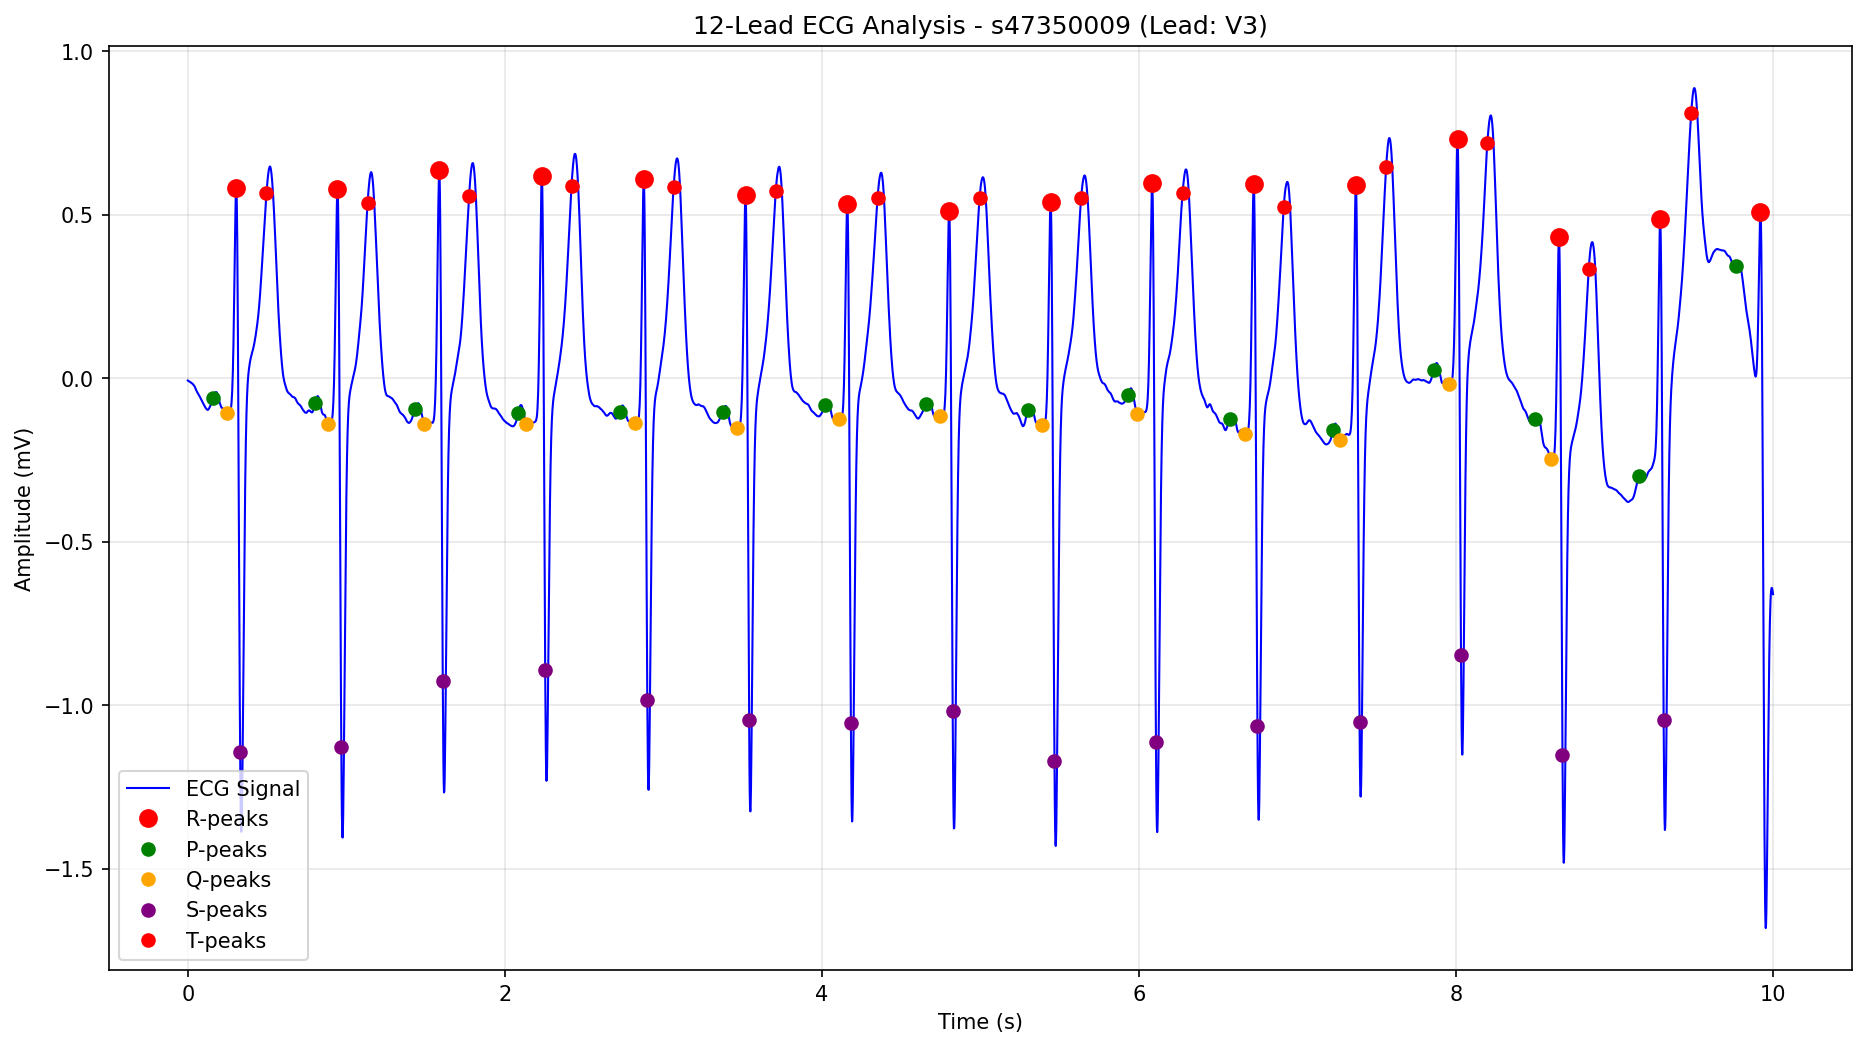 12-Lead ECG Analysis - s47350009 (Lead: V3)
1.0
0.5
0.0
−0.5
−1.0
−1.5
Amplitude (mV)
ECG Signal
R-peaks
P-peaks
Q-peaks
S-peaks
T-peaks
0 2 4 6 8 10
Time (s)